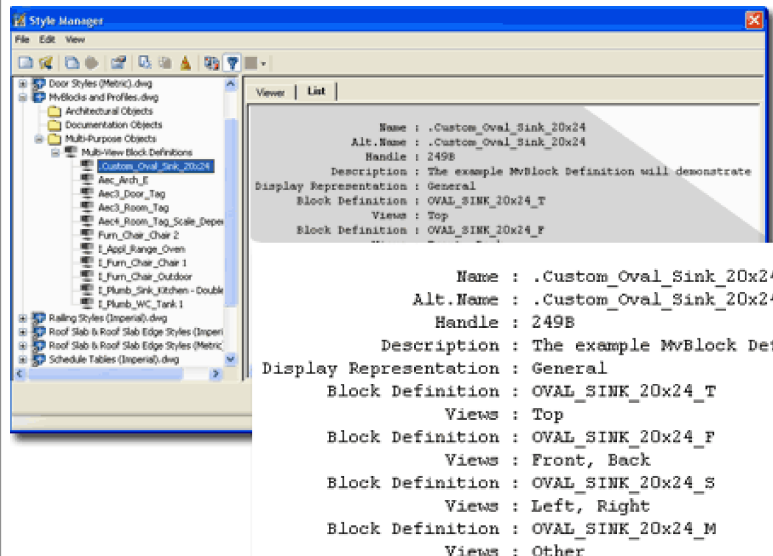 Style Manager
File Edit View
Door Styles (Metric).dwg
MvBlocks and Profiles.dwg
Architectural Objects
Documentation Objects
Multi-Purpose Objects
Multi-View Block Definitions
.Custom_Oval_Sink_20x24
Aec_Arch_E
Aec3_Door_Tag
Aec3_Room_Tag
Aec4_Room_Tag_Scale_Depen
Furn_Chair_Chair 2
I_Appl_Range_Oven
I_Furn_Chair_Chair 1
I_Furn_Chair_Outdoor
I_Plumb_Sink_Kitchen - Double
I_Plumb_WC_Tank 1
Railing Styles (Imperial).dwg
Roof Slab & Roof Slab Edge Styles (Imperi
Roof Slab & Roof Slab Edge Styles (Metric
Schedule Tables (Imperial).dwg
Viewer List
Name : .Custom_Oval_Sink_20x24
Alt.Name : .Custom_Oval_Sink_20x24
Handle : 249B
Description : The example MvBlock Definition will demonstrate
Display Representation : General
Block Definition : OVAL_SINK_20x24_T
Views : Top
Block Definition : OVAL_SINK_20x24_F
Name : .Custom_Oval_Sink_20x24
Alt.Name : .Custom_Oval_Sink_20x24
Handle : 249B
Description : The example MvBlock Def
Display Representation : General
Block Definition : OVAL_SINK_20x24_T
Views : Top
Block Definition : OVAL_SINK_20x24_F
Views : Front, Back
Block Definition : OVAL_SINK_20x24_S
Views : Left, Right
Block Definition : OVAL_SINK_20x24_M
Views : Other